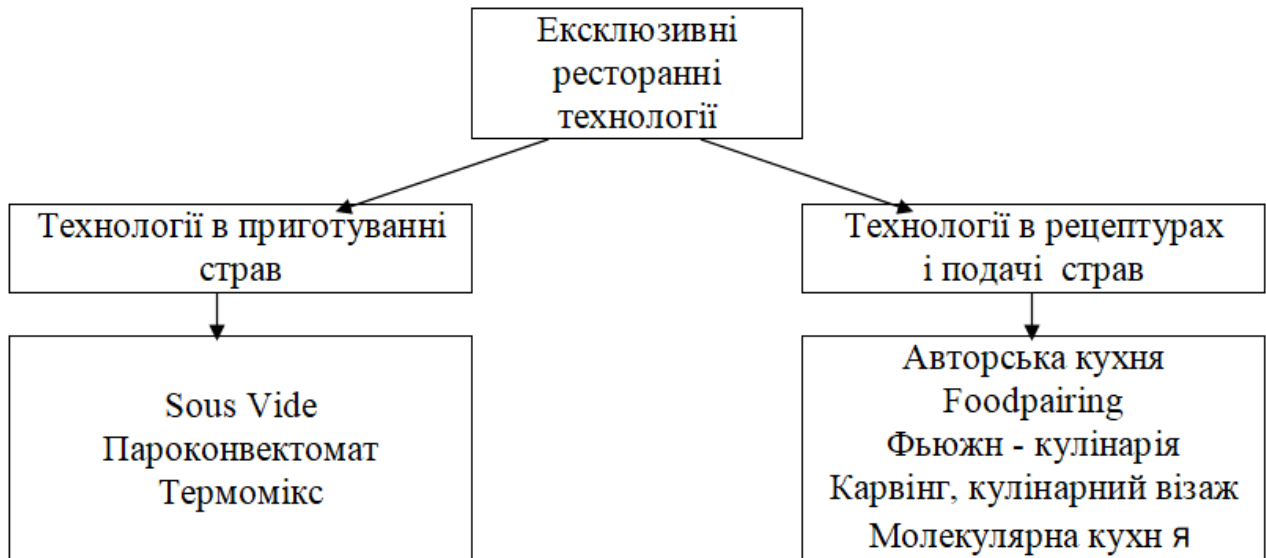 Ексклюзивні
ресторанні
технології
Технології в приготуванні
страв
Технології в рецептурах
і подачі страв
Sous Vide
Пароконвектомат
Термомікс
Авторська кухня
Foodpairing
Фьюжн - кулінарія
Карвінг, кулінарний візаж
Молекулярна кухн я